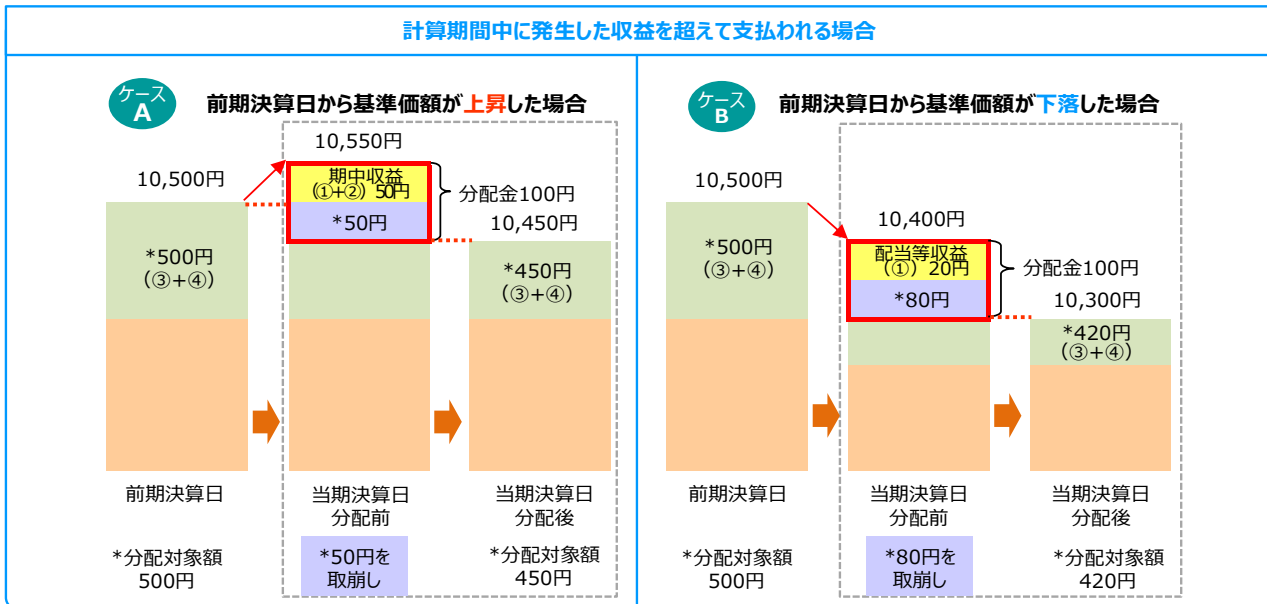 計算期間中に発生した収益を超えて支払われる場合
ケース
A
前期決算日から基準価額が上昇した場合
10,550円
10,500円
期中収益
(①+②) 50円
分配金100円
*50円
10,450円
*500円
(③+④)
*450円
(③+④)
前期決算日
当期決算日
分配前
当期決算日
分配後
*分配対象額
500円
*50円を
取崩し
*分配対象額
450円
ケース
B
前期決算日から基準価額が下落した場合
10,500円
10,400円
*500円
(③+④)
配当等収益
(①) 20円
分配金100円
*80円
10,300円
*420円
(③+④)
前期決算日
当期決算日
分配前
当期決算日
分配後
*分配対象額
500円
*80円を
取崩し
*分配対象額
420円